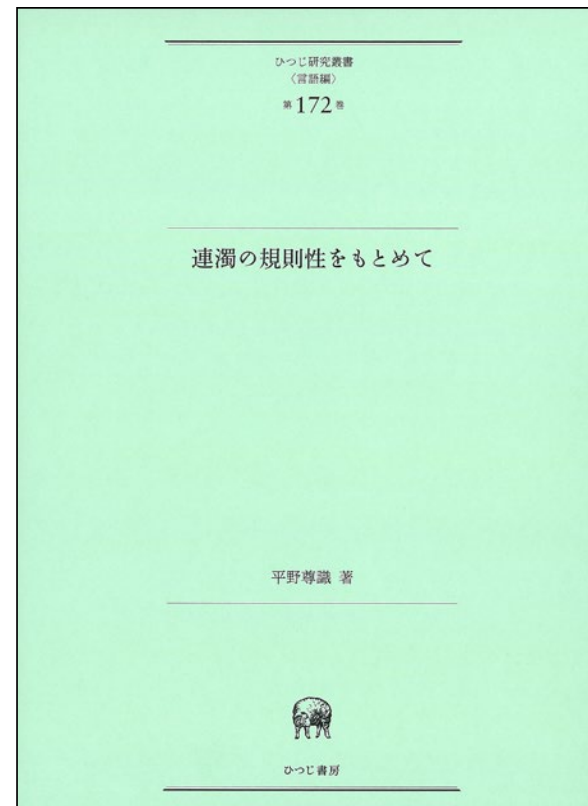 ひつじ研究叢書
〈言語編〉
第172巻
連濁の規則性をもとめて
平野尊識 著
ひつじ書房